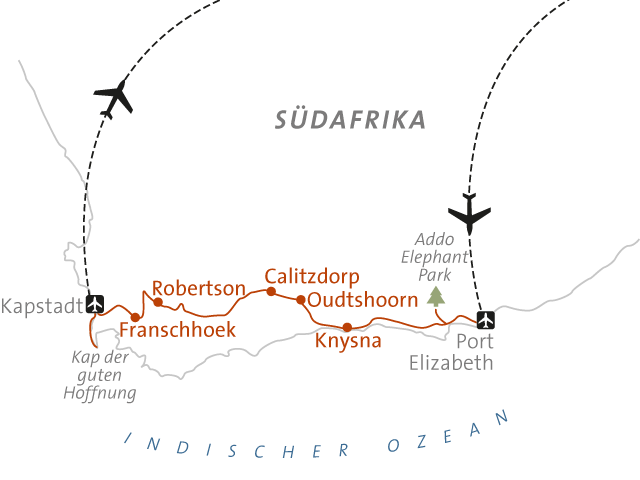 SÜDAFRIKA
Addo
Elephant
Park
Calitzdorp
Robertson
Oudtshoorn
Kapstadt
Franschhoek
Knysna
Port
Elizabeth
Kap der
guten
Hoffnung
INDISCHER OZEAN